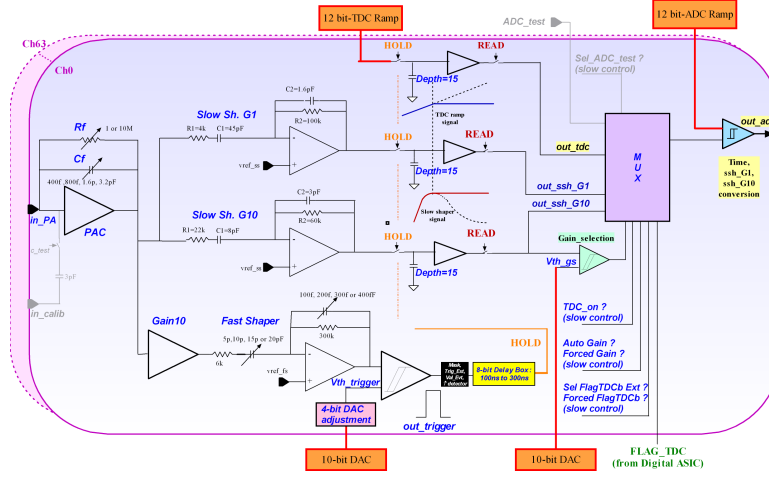 12 bit-TDC Ramp
12 bit-ADC Ramp
ADC_test
Ch63
Ch0
HOLD
READ
Sel_ADC_test ?
(slow control)
Depth=15
C2=1.6pF
R2=100k
Slow Sh. G1
R1=4k
C1=45pF
vref_ss
TDC ramp
signal
HOLD
READ
Depth=15
out_tdc
out_ssh_G1
out_ssh_G10
M
U
X
out_ad
Time,
ssh_G1,
ssh_G10
conversion
Rf
1 or 10M
Cf
400f ,800f, 1.6p, 3.2pF
in_PA
PAC
c_test
3pF
in_calib
Slow Sh. G10
R1=22k
C1=8pF
C2=3pF
R2=60k
vref_ss
Slow shaper
signal
HOLD
READ
Depth=15
Gain_selection
Vth_gs
Gain10
Fast Shaper
5p,10p, 15p or 20pF
6k
100f, 200f, 300f or 400fF
300k
vref_fs
Vth_trigger
HOLD
Mask,
Trig_Ext,
Val_Evt,
↑ detector
8-bit Delay Box :
100ns to 300ns
4-bit DAC
adjustment
out_trigger
TDC_on ?
(slow control)
Auto Gain ?
Forced Gain ?
(slow control)
Sel FlagTDCb Ext ?
Forced FlagTDCb ?
(slow control)
10-bit DAC
10-bit DAC
FLAG_TDC
(from Digital ASIC)